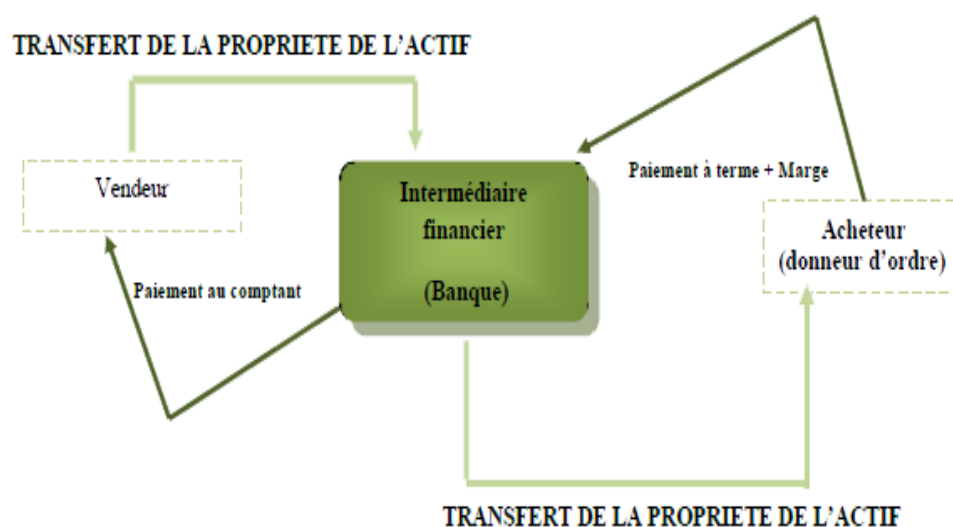 TRANSFERT DE LA PROPRIETE DE L'ACTIF
Vendeur
Paiement au comptant
Intermédiaire
financier
(Banque)
Paiement à terme + Marge
Acheteur
(donneur d'ordre)
TRANSFERT DE LA PROPRIETE DE L'ACTIF